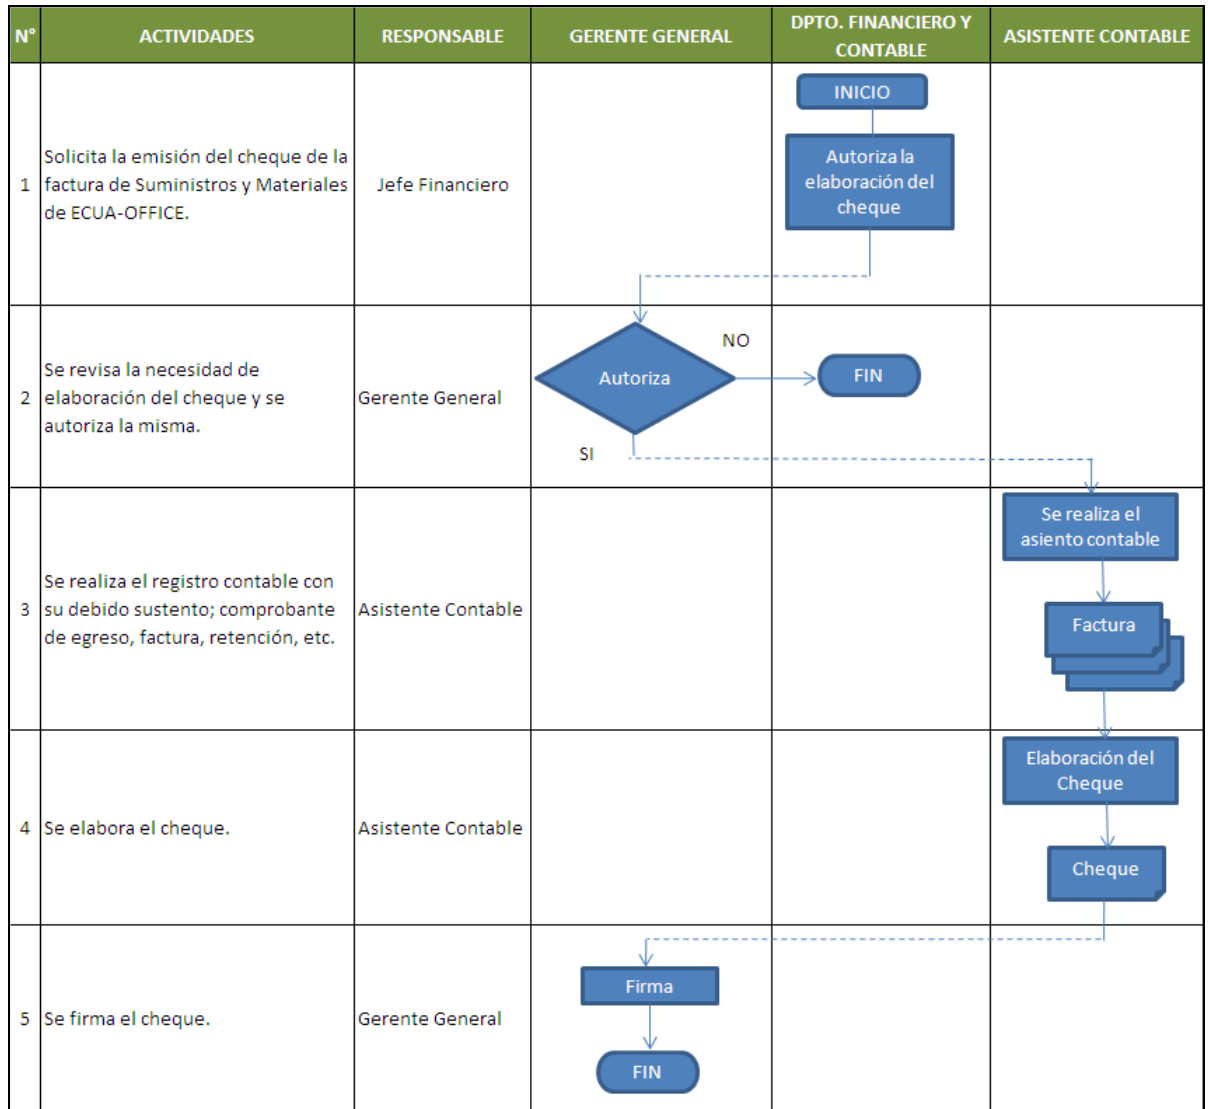 N°
ACTIVIDADES
RESPONSABLE
GERENTE GENERAL
DPTO. FINANCIERO Y
CONTABLE
ASISTENTE CONTABLE
1
Solicita la emisión del cheque de la
factura de Suministros y Materiales
de ECUA-OFFICE.
Jefe Financiero
INICIO
Autoriza la
elaboración del
cheque
2
Se revisa la necesidad de
elaboración del cheque y se
autoriza la misma.
Gerente General
Autoriza
NO
SI
FIN
3
Se realiza el registro contable con
su debido sustento; comprobante
de egreso, factura, retención, etc.
Asistente Contable
Se realiza el
asiento contable
Factura
4
Se elabora el cheque.
Asistente Contable
Elaboración del
Cheque
Cheque
5
Se firma el cheque.
Gerente General
Firma
FIN